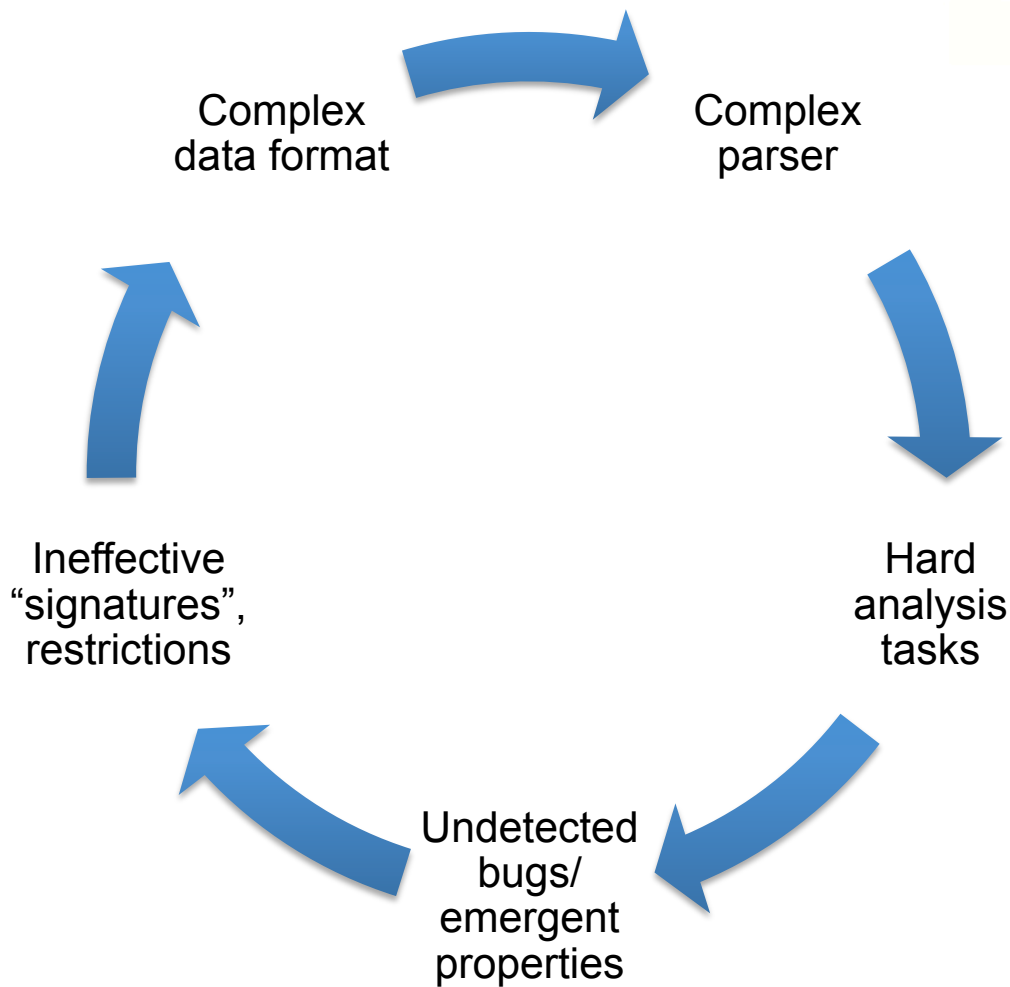 Complex
data format
Complex
parser
Hard
analysis
tasks
Undetected
bugs/
emergent
properties
Ineffective
“signatures”,
restrictions